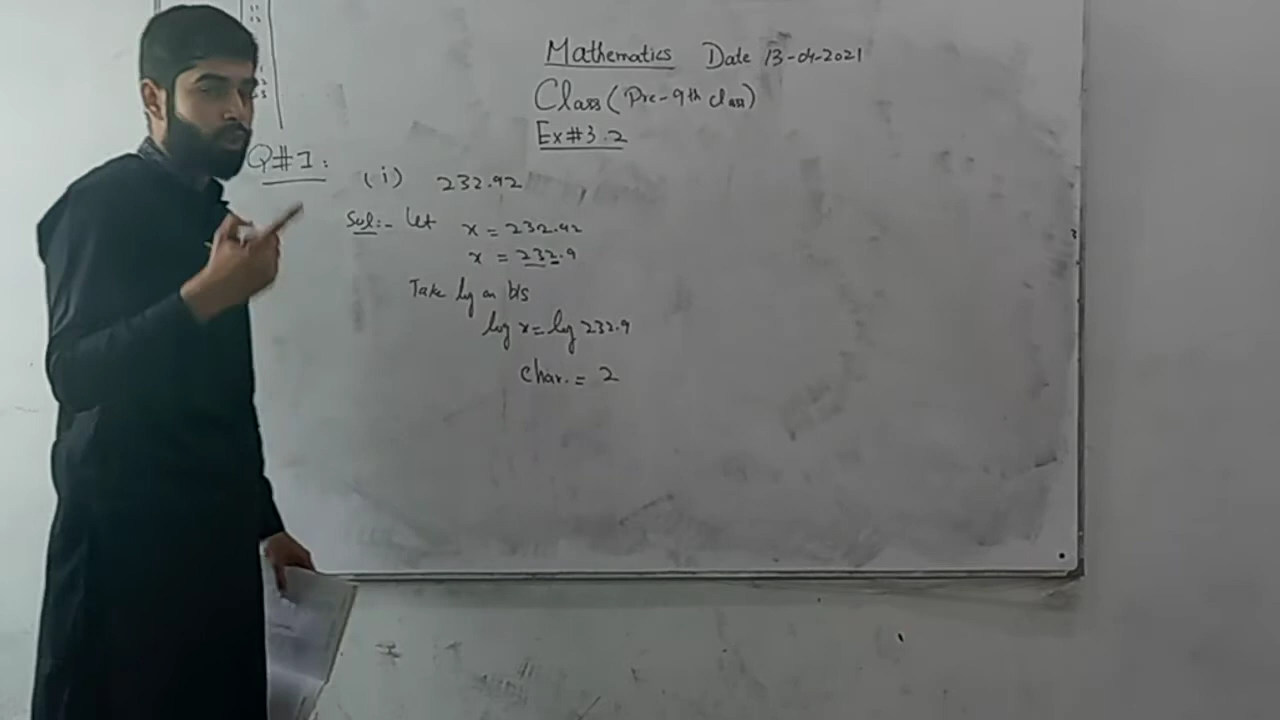 Mathematics Date 13-04-2021
Class (Pre-9th class)
Ex#3.2
Q#1:
(i) 232.92
Sol:- Let x = 232.92
x = 232.9
Take log on b/s
log x = log 232.9
Char. = 2